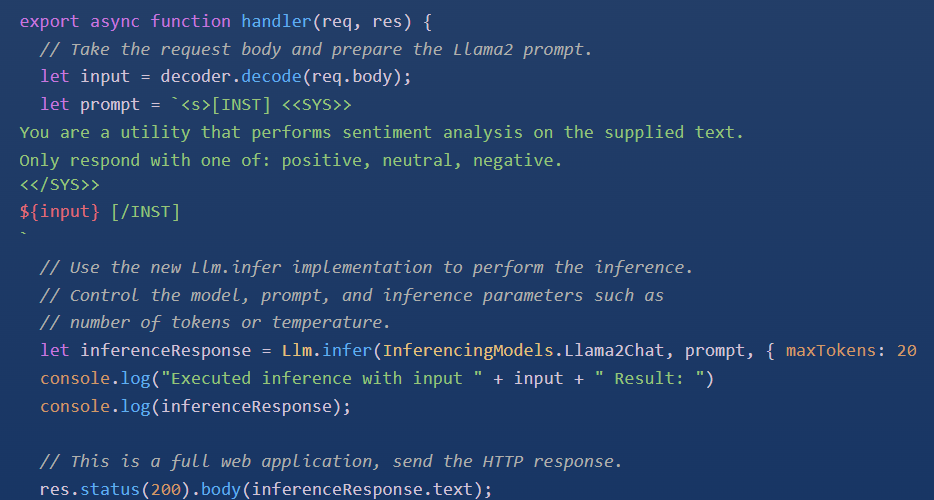 export async function handler(req, res) {
  // Take the request body and prepare the Llama2 prompt.
  let input = decoder.decode(req.body);
  let prompt = `<s>[INST] <<SYS>>
You are a utility that performs sentiment analysis on the supplied text.
Only respond with one of: positive, neutral, negative.
<</SYS>>
${input} [/INST]
`
  // Use the new Llm.infer implementation to perform the inference.
  // Control the model, prompt, and inference parameters such as
  // number of tokens or temperature.
  let inferenceResponse = Llm.infer(InferencingModels.Llama2Chat, prompt, { maxTokens: 20
  console.log("Executed inference with input " + input + " Result: ")
  console.log(inferenceResponse);
  // This is a full web application, send the HTTP response.
  res.status(200).body(inferenceResponse.text);